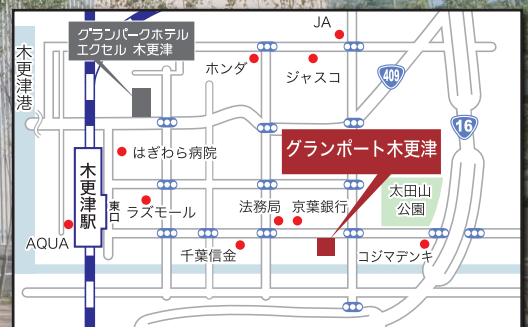 JA
グランパークホテル
エクセル 木更津
ホンダ
ジャスコ
木更津港
409
16
はぎわら病院
グランポート木更津
木更津駅
東口
ラズモール
法務局
京葉銀行
太田山
公園
AQUA
千葉信金
コジマデンキ